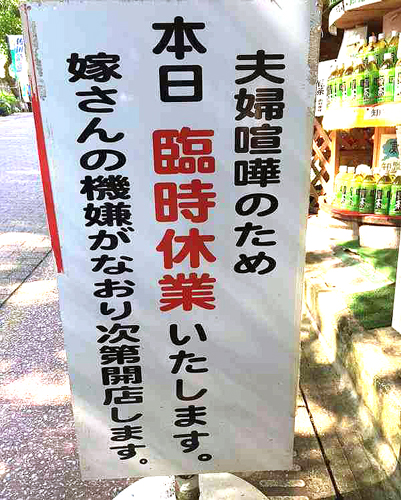 夫婦喧嘩のため
本日 臨時休業いたします。
嫁さんの機嫌がなおり次第開店します。